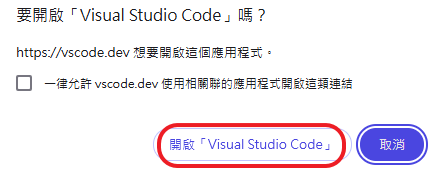 要開啟「Visual Studio Code」嗎？
https://vscode.dev 想要開啟這個應用程式。
一律允許 vscode.dev 使用相關聯的應用程式開啟這類連結
開啟「Visual Studio Code」
取消